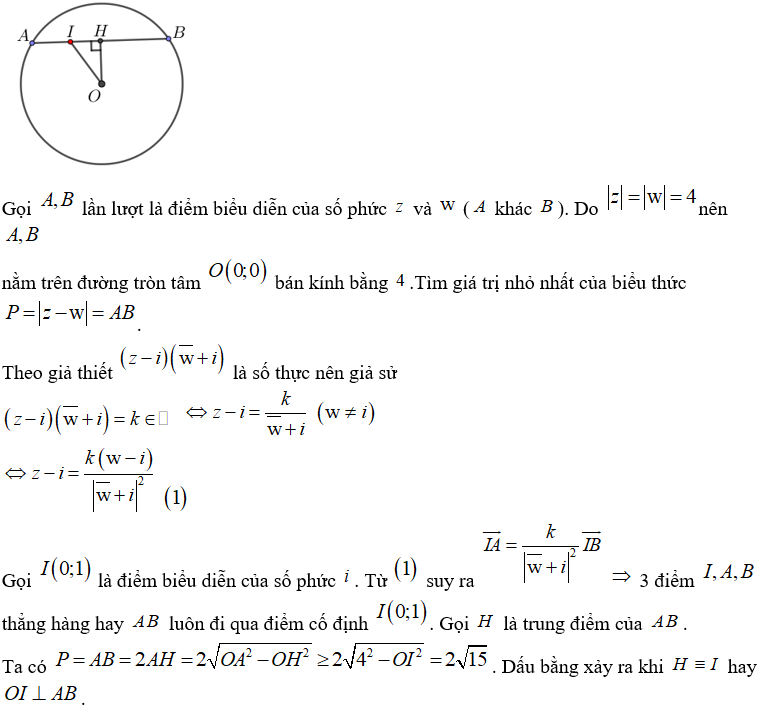 A I H B
O
Gọi A, B lần lượt là điểm biểu diễn của số phức z và w ( A khác B ). Do |z| = |w| = 4 nên
A, B
nằm trên đường tròn tâm O(0;0) bán kính bằng 4 .Tìm giá trị nhỏ nhất của biểu thức
P = |z − w| = AB .
Theo giả thiết (z − i)(w̅ + i) là số thực nên giả sử
(z − i)(w̅ + i) = k ∈ □ ⇔ z − i = k/(w̅ + i) (w ≠ i)
⇔ z − i = k(w − i)/|w̅ + i|² (1)
Gọi I(0;1) là điểm biểu diễn của số phức i . Từ (1) suy ra IA⃗ = k/|w̅ + i|² IB⃗ ⇒ 3 điểm I, A, B
thẳng hàng hay AB luôn đi qua điểm cố định I(0;1) . Gọi H là trung điểm của AB .
Ta có P = AB = 2AH = 2√(OA² − OH²) ≥ 2√(4² − OI²) = 2√15 . Dấu bằng xảy ra khi H ≡ I hay
OI ⊥ AB .